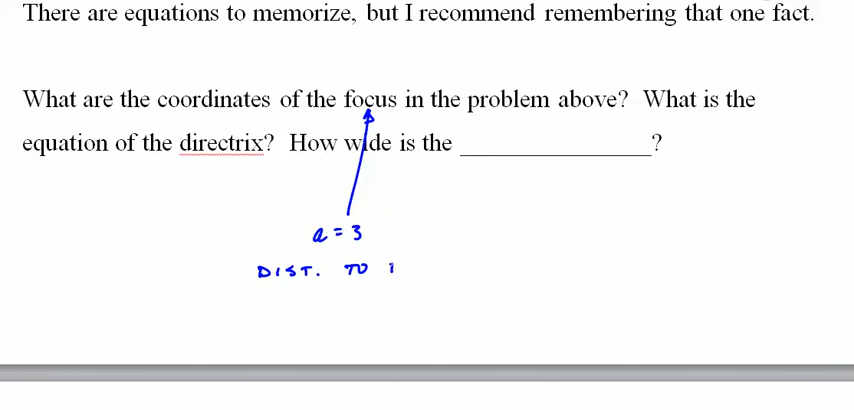 There are equations to memorize, but I recommend remembering that one fact.
What are the coordinates of the focus in the problem above? What is the
equation of the directrix? How wide is the ____________________?
a = 3
DIST. TO